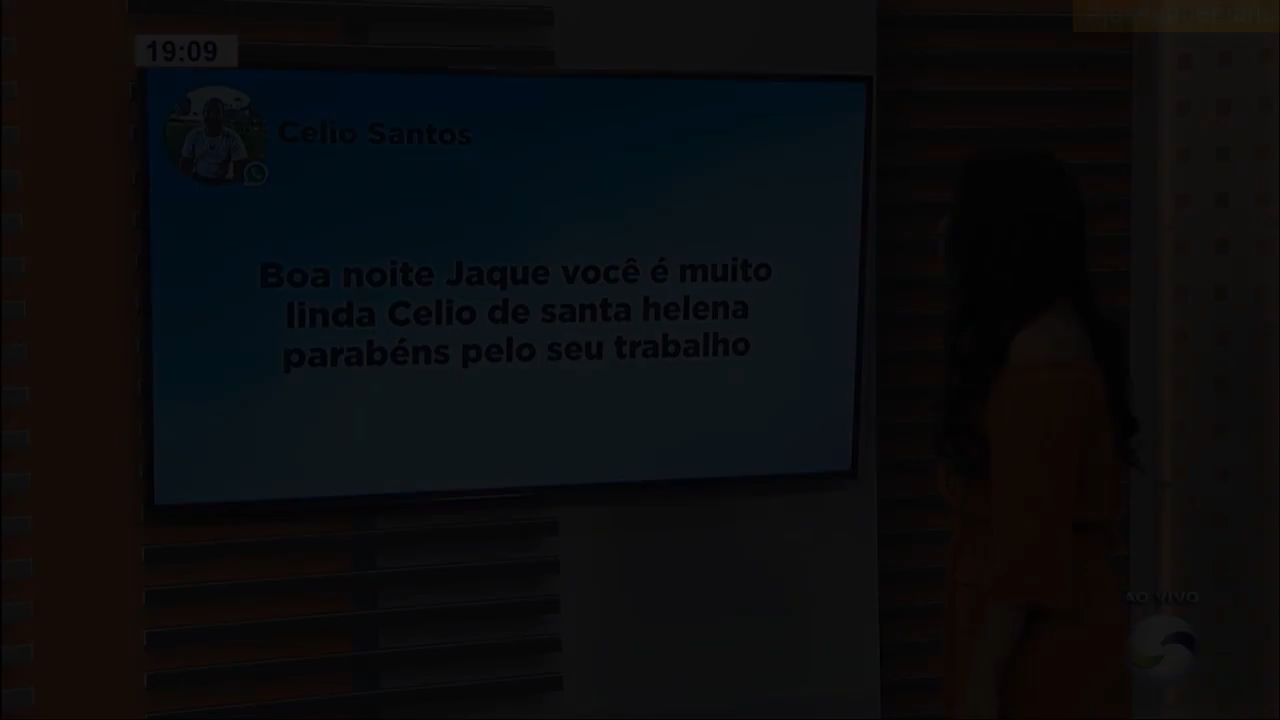 19:09
Celio Santos
Boa noite Jaque você é muito
linda Celio de santa helena
parabéns pelo seu trabalho
AO VIVO